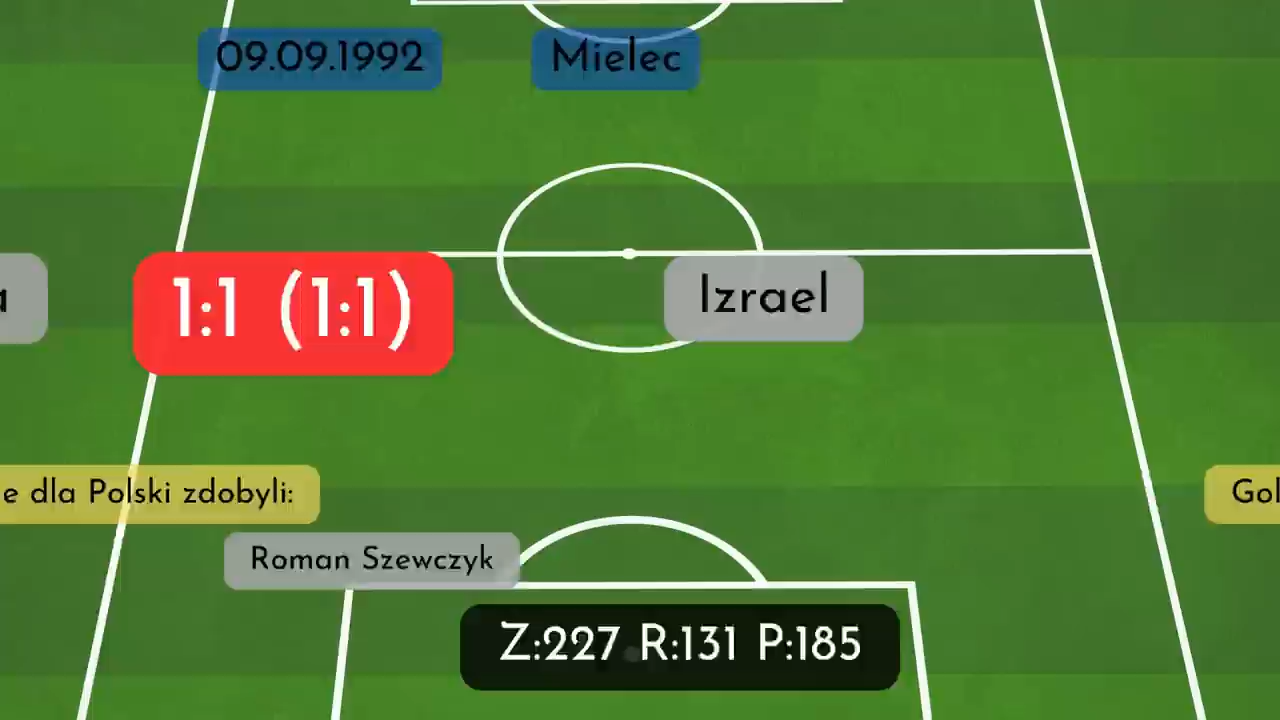 09.09.1992
Mielec
a
1:1 (1:1)
Izrael
e dla Polski zdobyli:
Gol
Roman Szewczyk
Z:227 R:131 P:185